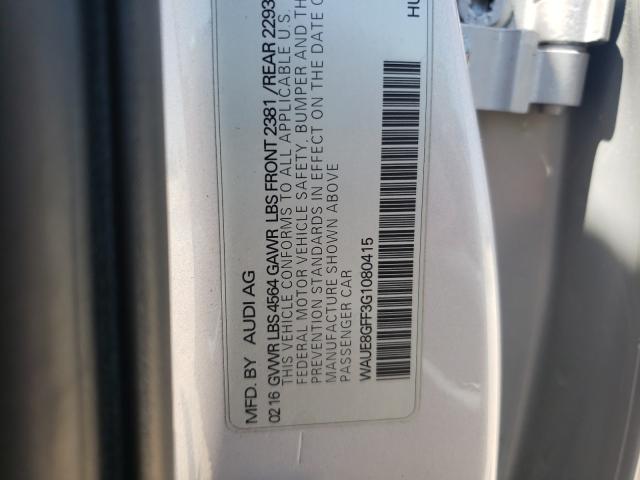 MFD. BY AUDI AG
02 16 GVWR LBS 4564 GAWR LBS FRONT 2381 /REAR 2293
THIS VEHICLE CONFORMS TO ALL APPLICABLE U.S.
FEDERAL MOTOR VEHICLE SAFETY, BUMPER AND
PREVENTION STANDARDS IN EFFECT ON THE DATE OF
MANUFACTURE SHOWN ABOVE
PASSENGER CAR
WAUE8GFF3G1080415